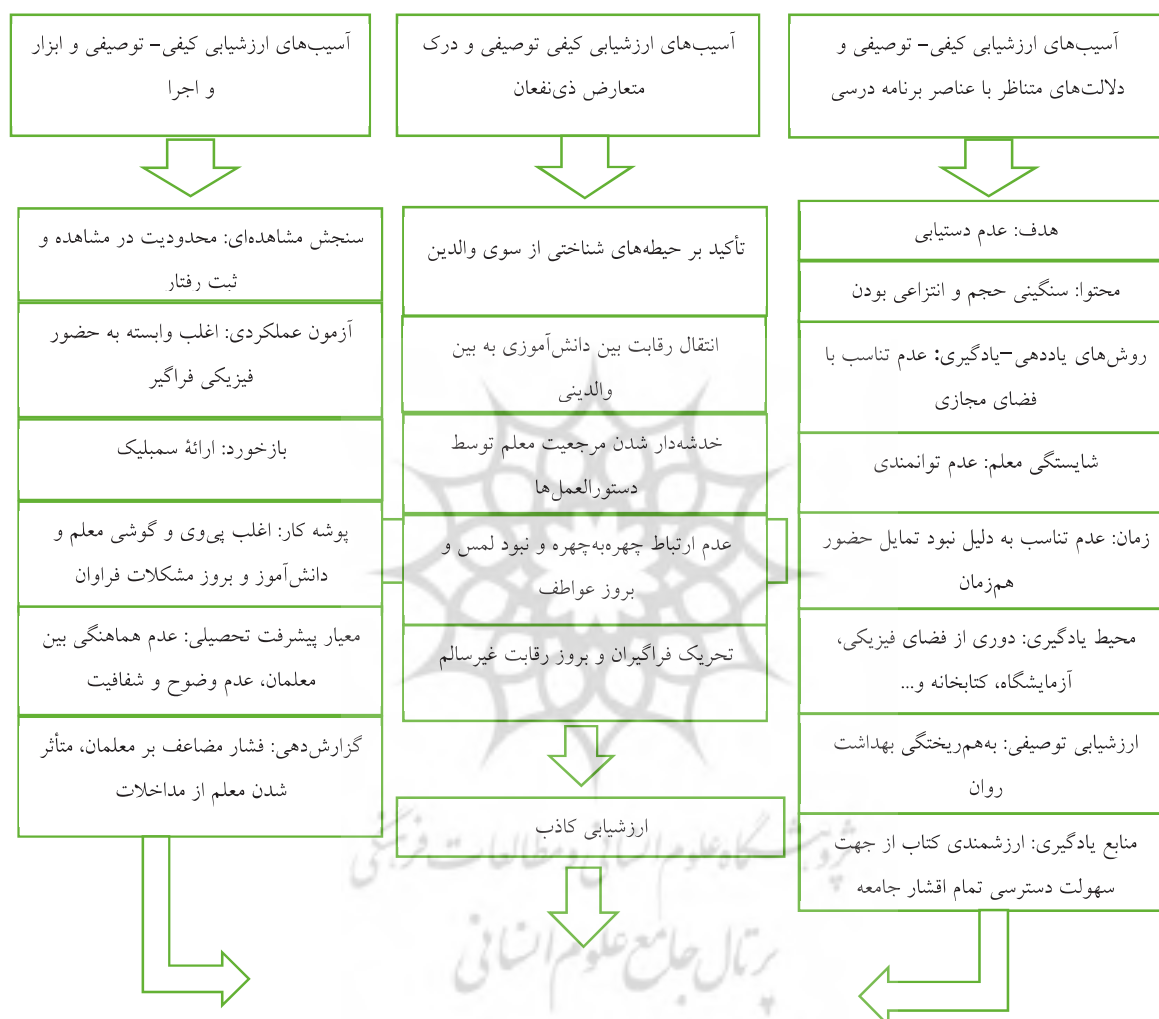 آسیب‌های ارزشیابی کیفی- توصیفی و
دلالت‌های متناظر با عناصر برنامه درسی
هدف: عدم دستیابی
محتوا: سنگینی حجم و انتزاعی بودن
روش‌های یاددهی-یادگیری: عدم تناسب با
فضای مجازی
شایستگی معلم: عدم توانمندی
زمان: عدم تناسب به دلیل نبود تمایل حضور
هم‌زمان
محیط یادگیری: دوری از فضای فیزیکی،
آزمایشگاه، کتابخانه و...
ارزشیابی توصیفی: به‌هم‌ریختگی بهداشت
روان
منابع یادگیری: ارزشمندی کتاب از جهت
سهولت دسترسی تمام اقشار جامعه
آسیب‌های ارزشیابی کیفی توصیفی و درک
متعارض ذی‌نفعان
تأکید بر حیطه‌های شناختی از سوی والدین
انتقال رقابت بین دانش‌آموزی به بین
والدینی
خدشه‌دار شدن مرجعیت معلم توسط
دستورالعمل‌ها
عدم ارتباط چهره‌به‌چهره و نبود لمس و
بروز عواطف
تحریک فراگیران و بروز رقابت غیرسالم
ارزشیابی کاذب
آسیب‌های ارزشیابی کیفی- توصیفی و ابزار
و اجرا
سنجش مشاهده‌ای: محدودیت در مشاهده و
ثبت رفتار
آزمون عملکردی: اغلب وابسته به حضور
فیزیکی فراگیر
بازخورد: ارائهٔ سمبلیک
پوشه کار: اغلب پی‌وی و گوشی معلم و
دانش‌آموز و بروز مشکلات فراوان
معیار پیشرفت تحصیلی: عدم هماهنگی بین
معلمان، عدم وضوح و شفافیت
گزارش‌دهی: فشار مضاعف بر معلمان، متأثر
شدن معلم از مداخلات
پژوهشگاه علوم انسانی و مطالعات فرهنگی
پرتال جامع علوم انسانی